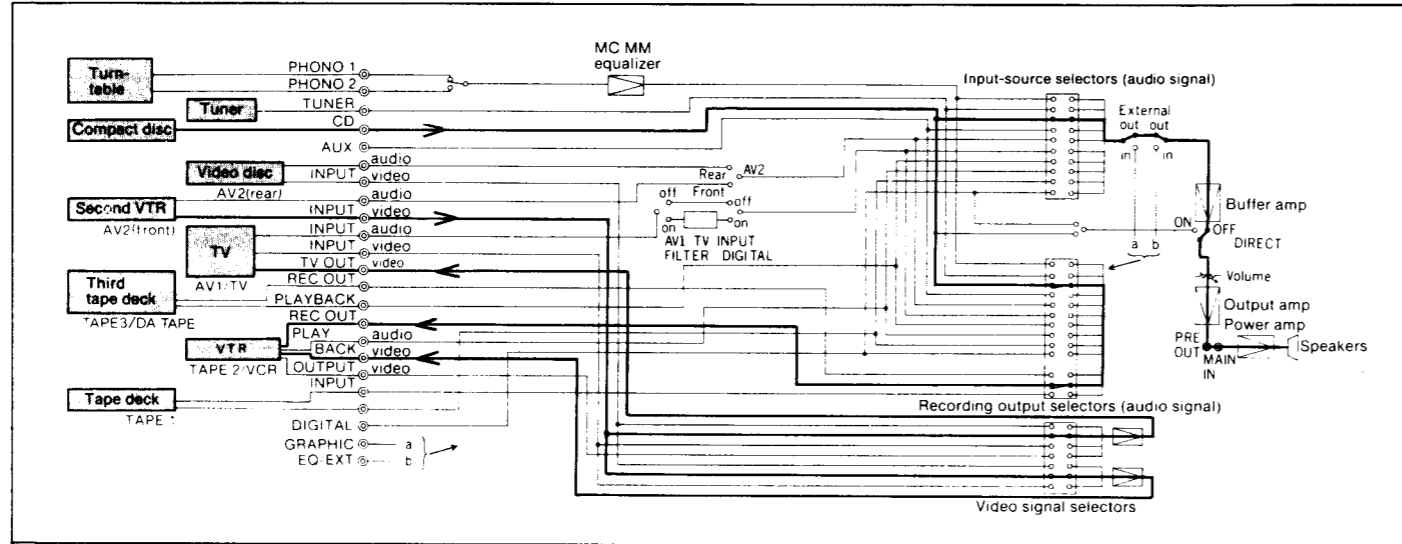 MC MM
equalizer
Input-source selectors (audio signal)
Turn-
table
PHONO 1
PHONO 2
Tuner
TUNER
Compact disc
CD
AUX
External
out out
in in
Video disc
AV2(rear)
audio
INPUT
video
Rear
AV2
Front
Second VTR
AV2(front)
audio
INPUT
video
off
off
on
on
AV1 TV INPUT
FILTER DIGITAL
TV
AV1/TV
INPUT
audio
INPUT
video
TV OUT
video
Buffer amp
ON
OFF
DIRECT
a b
Third
tape deck
TAPE3/DA TAPE
REC OUT
PLAYBACK
Volume
Output amp
Power amp
PRE
OUT
MAIN
IN
Speakers
VTR
TAPE 2/VCR
REC OUT
PLAY
audio
BACK
video
OUTPUT
video
Tape deck
TAPE 1
INPUT
DIGITAL
GRAPHIC
a
EQ/EXT
b
Recording output selectors (audio signal)
Video signal selectors